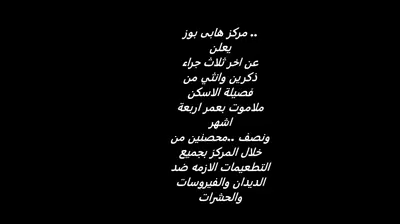 .. مركز هابى بوز
يعلن
عن اخر ثلاث جراء
ذكرين وانثي من
فصيلة الاسكن
ملاموت بعمر اربعة
اشهر
ونصف ..محصنين من
خلال المركز بجميع
التطعيمات الازمه ضد
الديدان والفيروسات
والحشرات